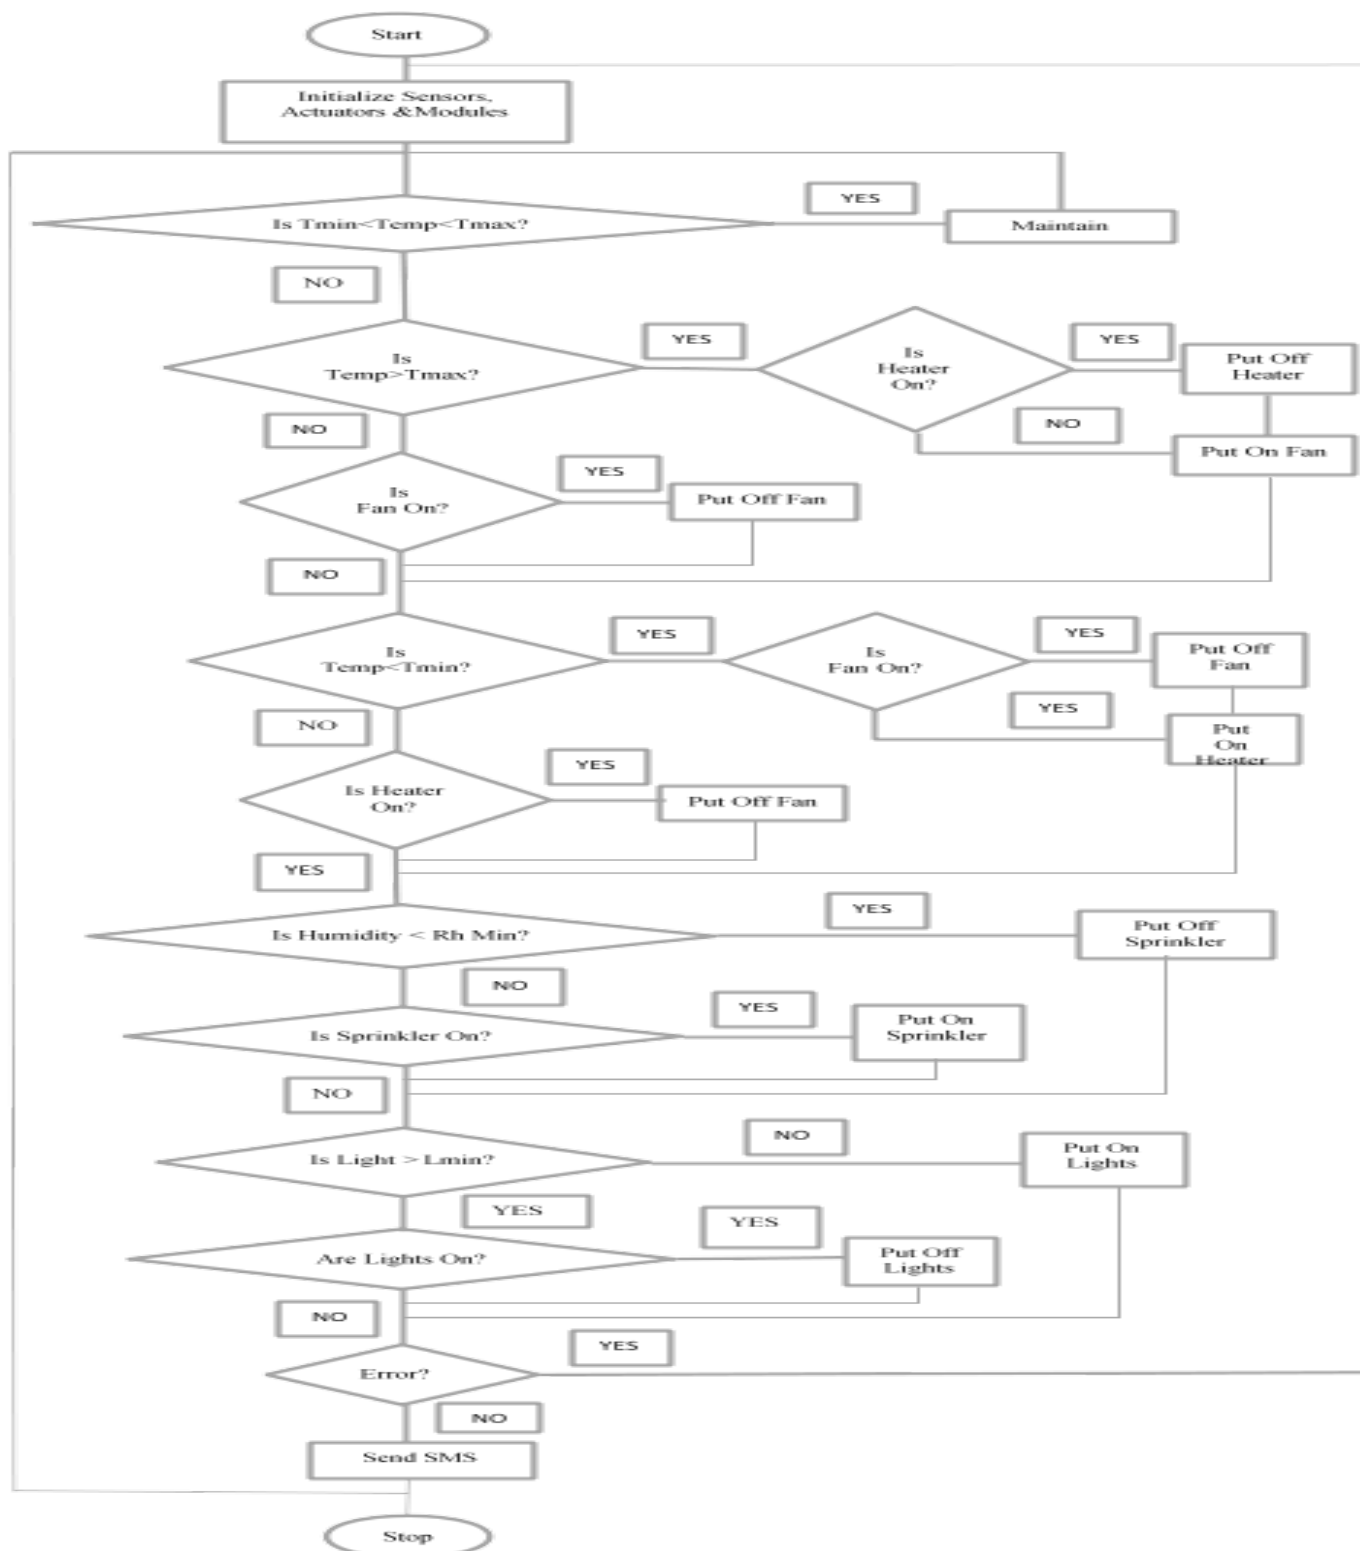 Start
Initialize Sensors,
Actuators &Modules
YES
Is Tmin<Temp<Tmax?
Maintain
NO
YES
Is
Heater
On?
YES
Put Off
Heater
Is
Temp>Tmax?
NO
NO
Put On Fan
YES
Is
Fan On?
Put Off Fan
NO
YES
YES
Is
Temp<Tmin?
Is
Fan On?
Put Off
Fan
YES
NO
Put
On
Heater
YES
Is Heater
On?
Put Off Fan
YES
YES
Is Humidity < Rh Min?
Put Off
Sprinkler
NO
YES
Is Sprinkler On?
Put On
Sprinkler
NO
NO
Is Light > Lmin?
Put On
Lights
YES
YES
Are Lights On?
Put Off
Lights
NO
YES
Error?
NO
Send SMS
Stop